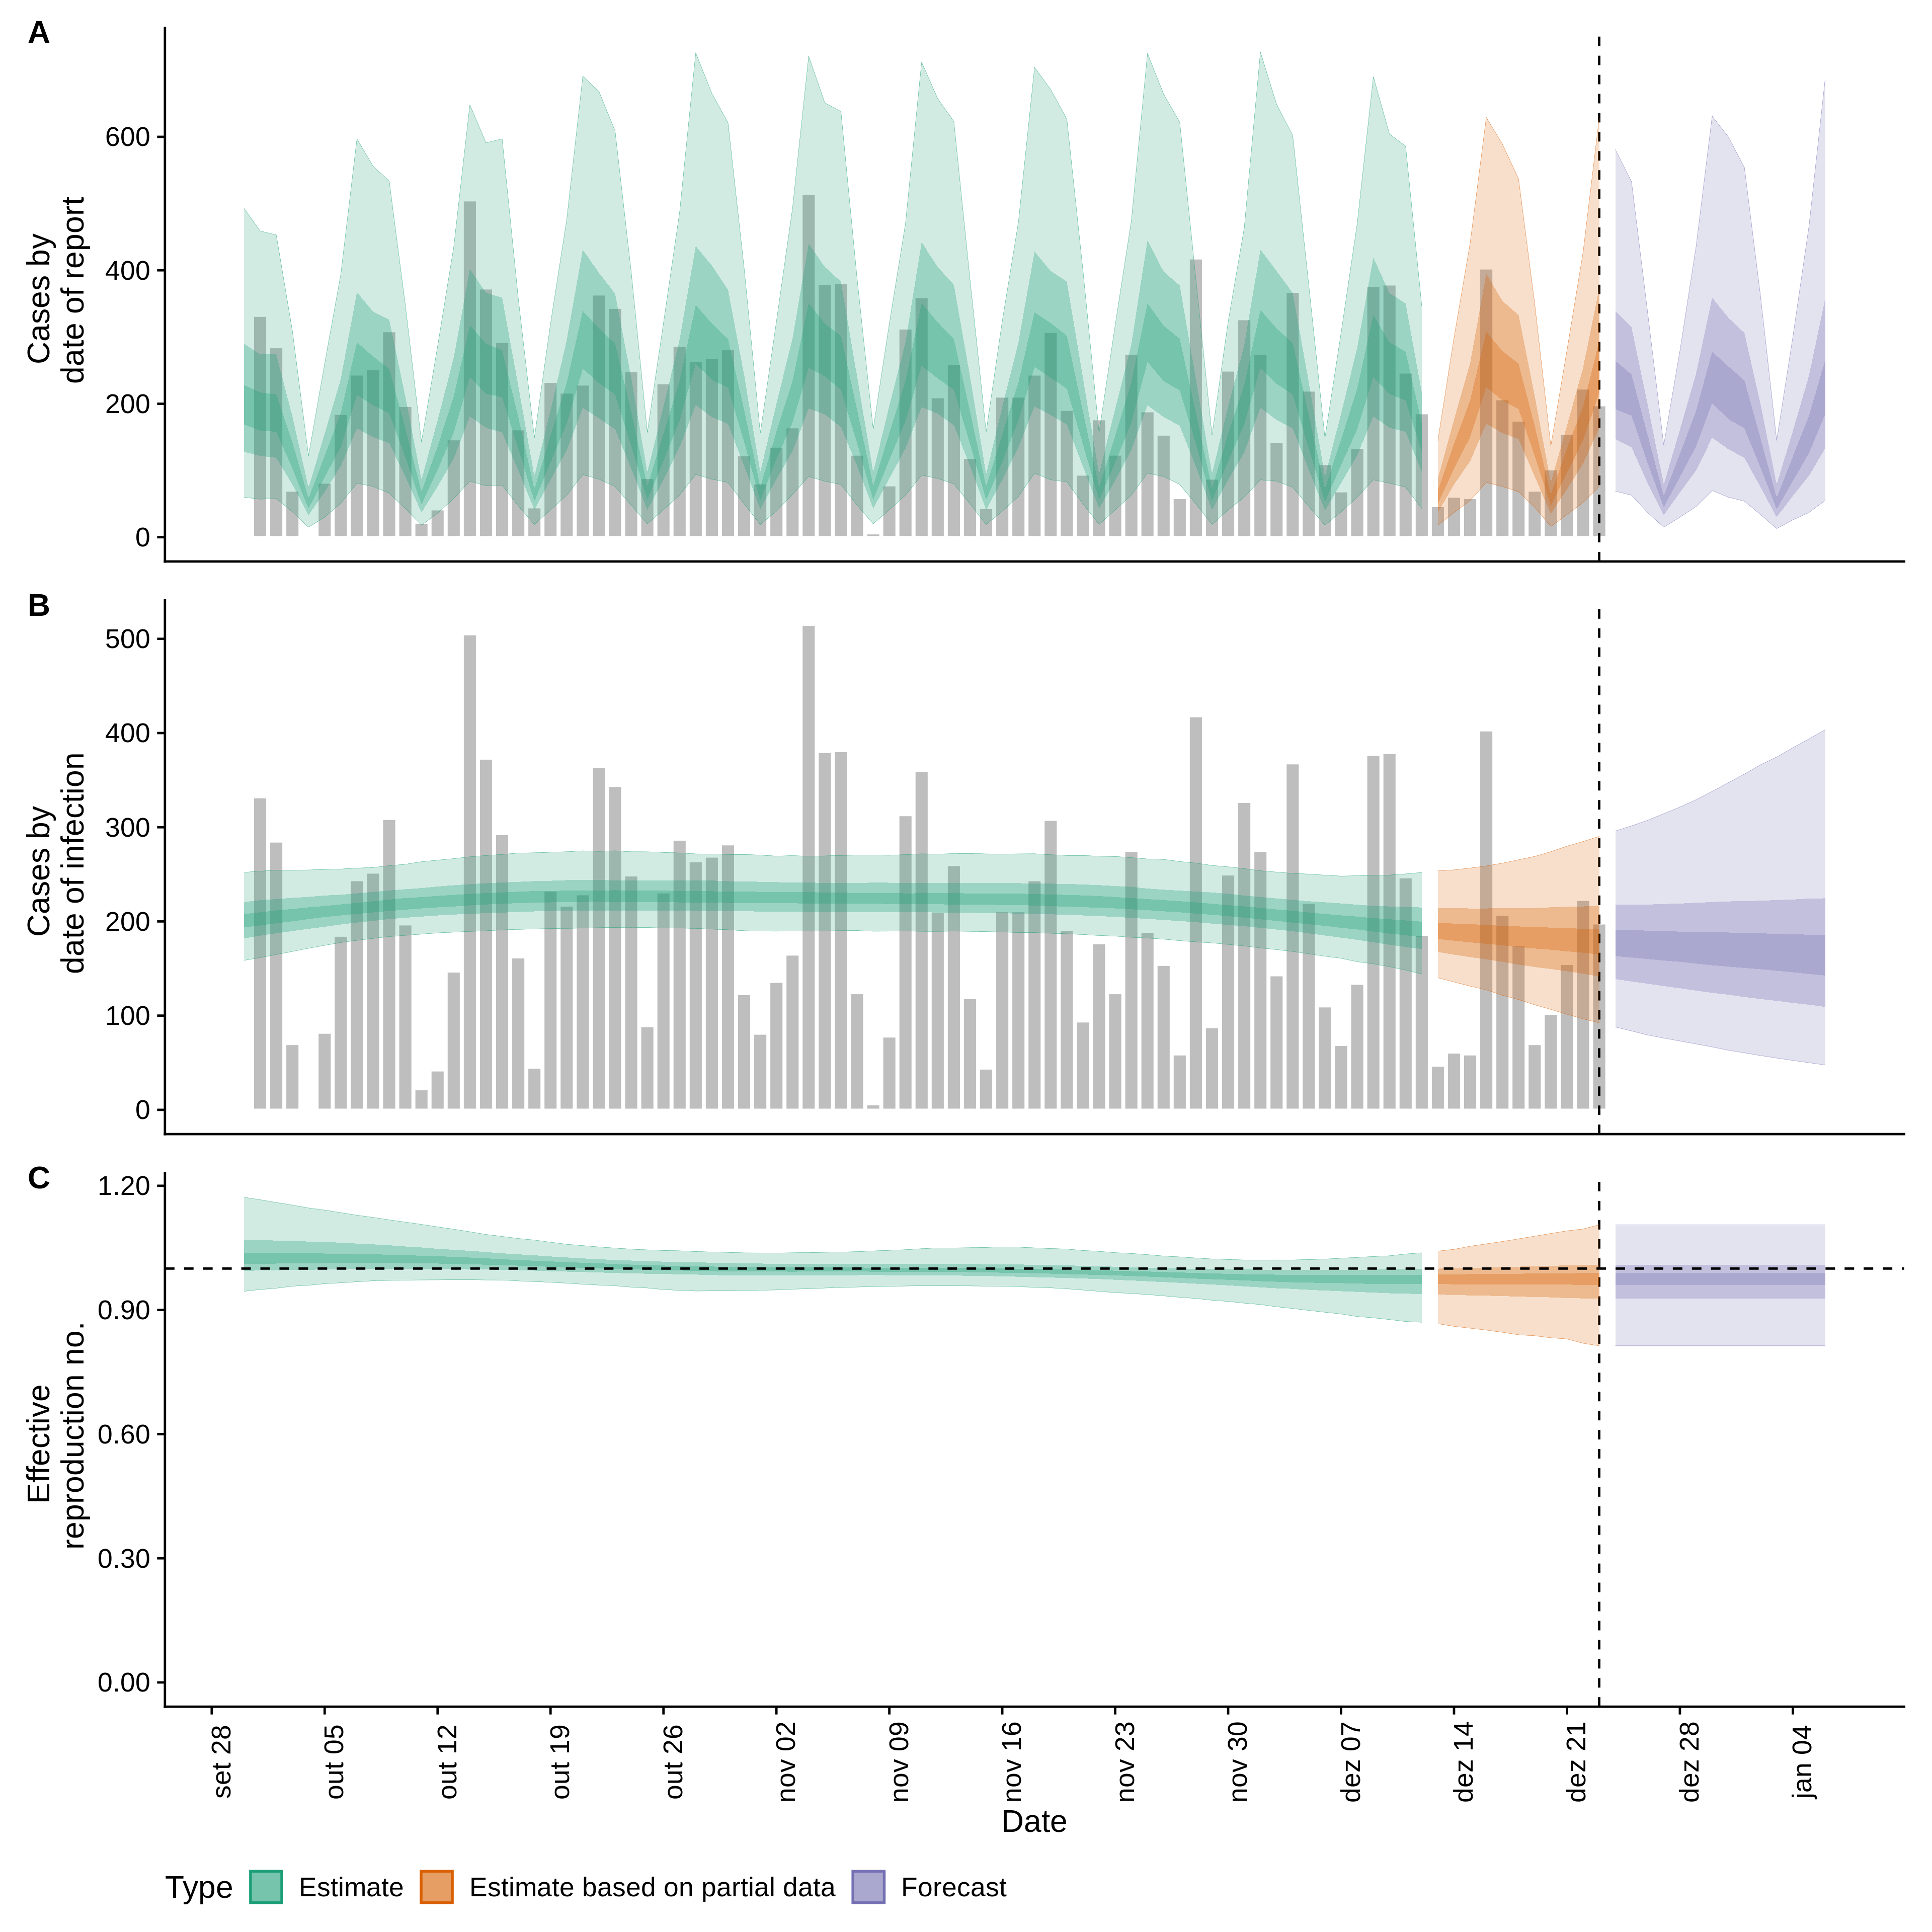 A
600
400
200
0
Cases by
date of report
B
500
400
300
200
100
0
Cases by
date of infection
C
1.20
0.90
0.60
0.30
0.00
Effective
reproduction no.
set 28
out 05
out 12
out 19
out 26
nov 02
nov 09
nov 16
nov 23
nov 30
dez 07
dez 14
dez 21
dez 28
jan 04
Date
Type Estimate Estimate based on partial data Forecast